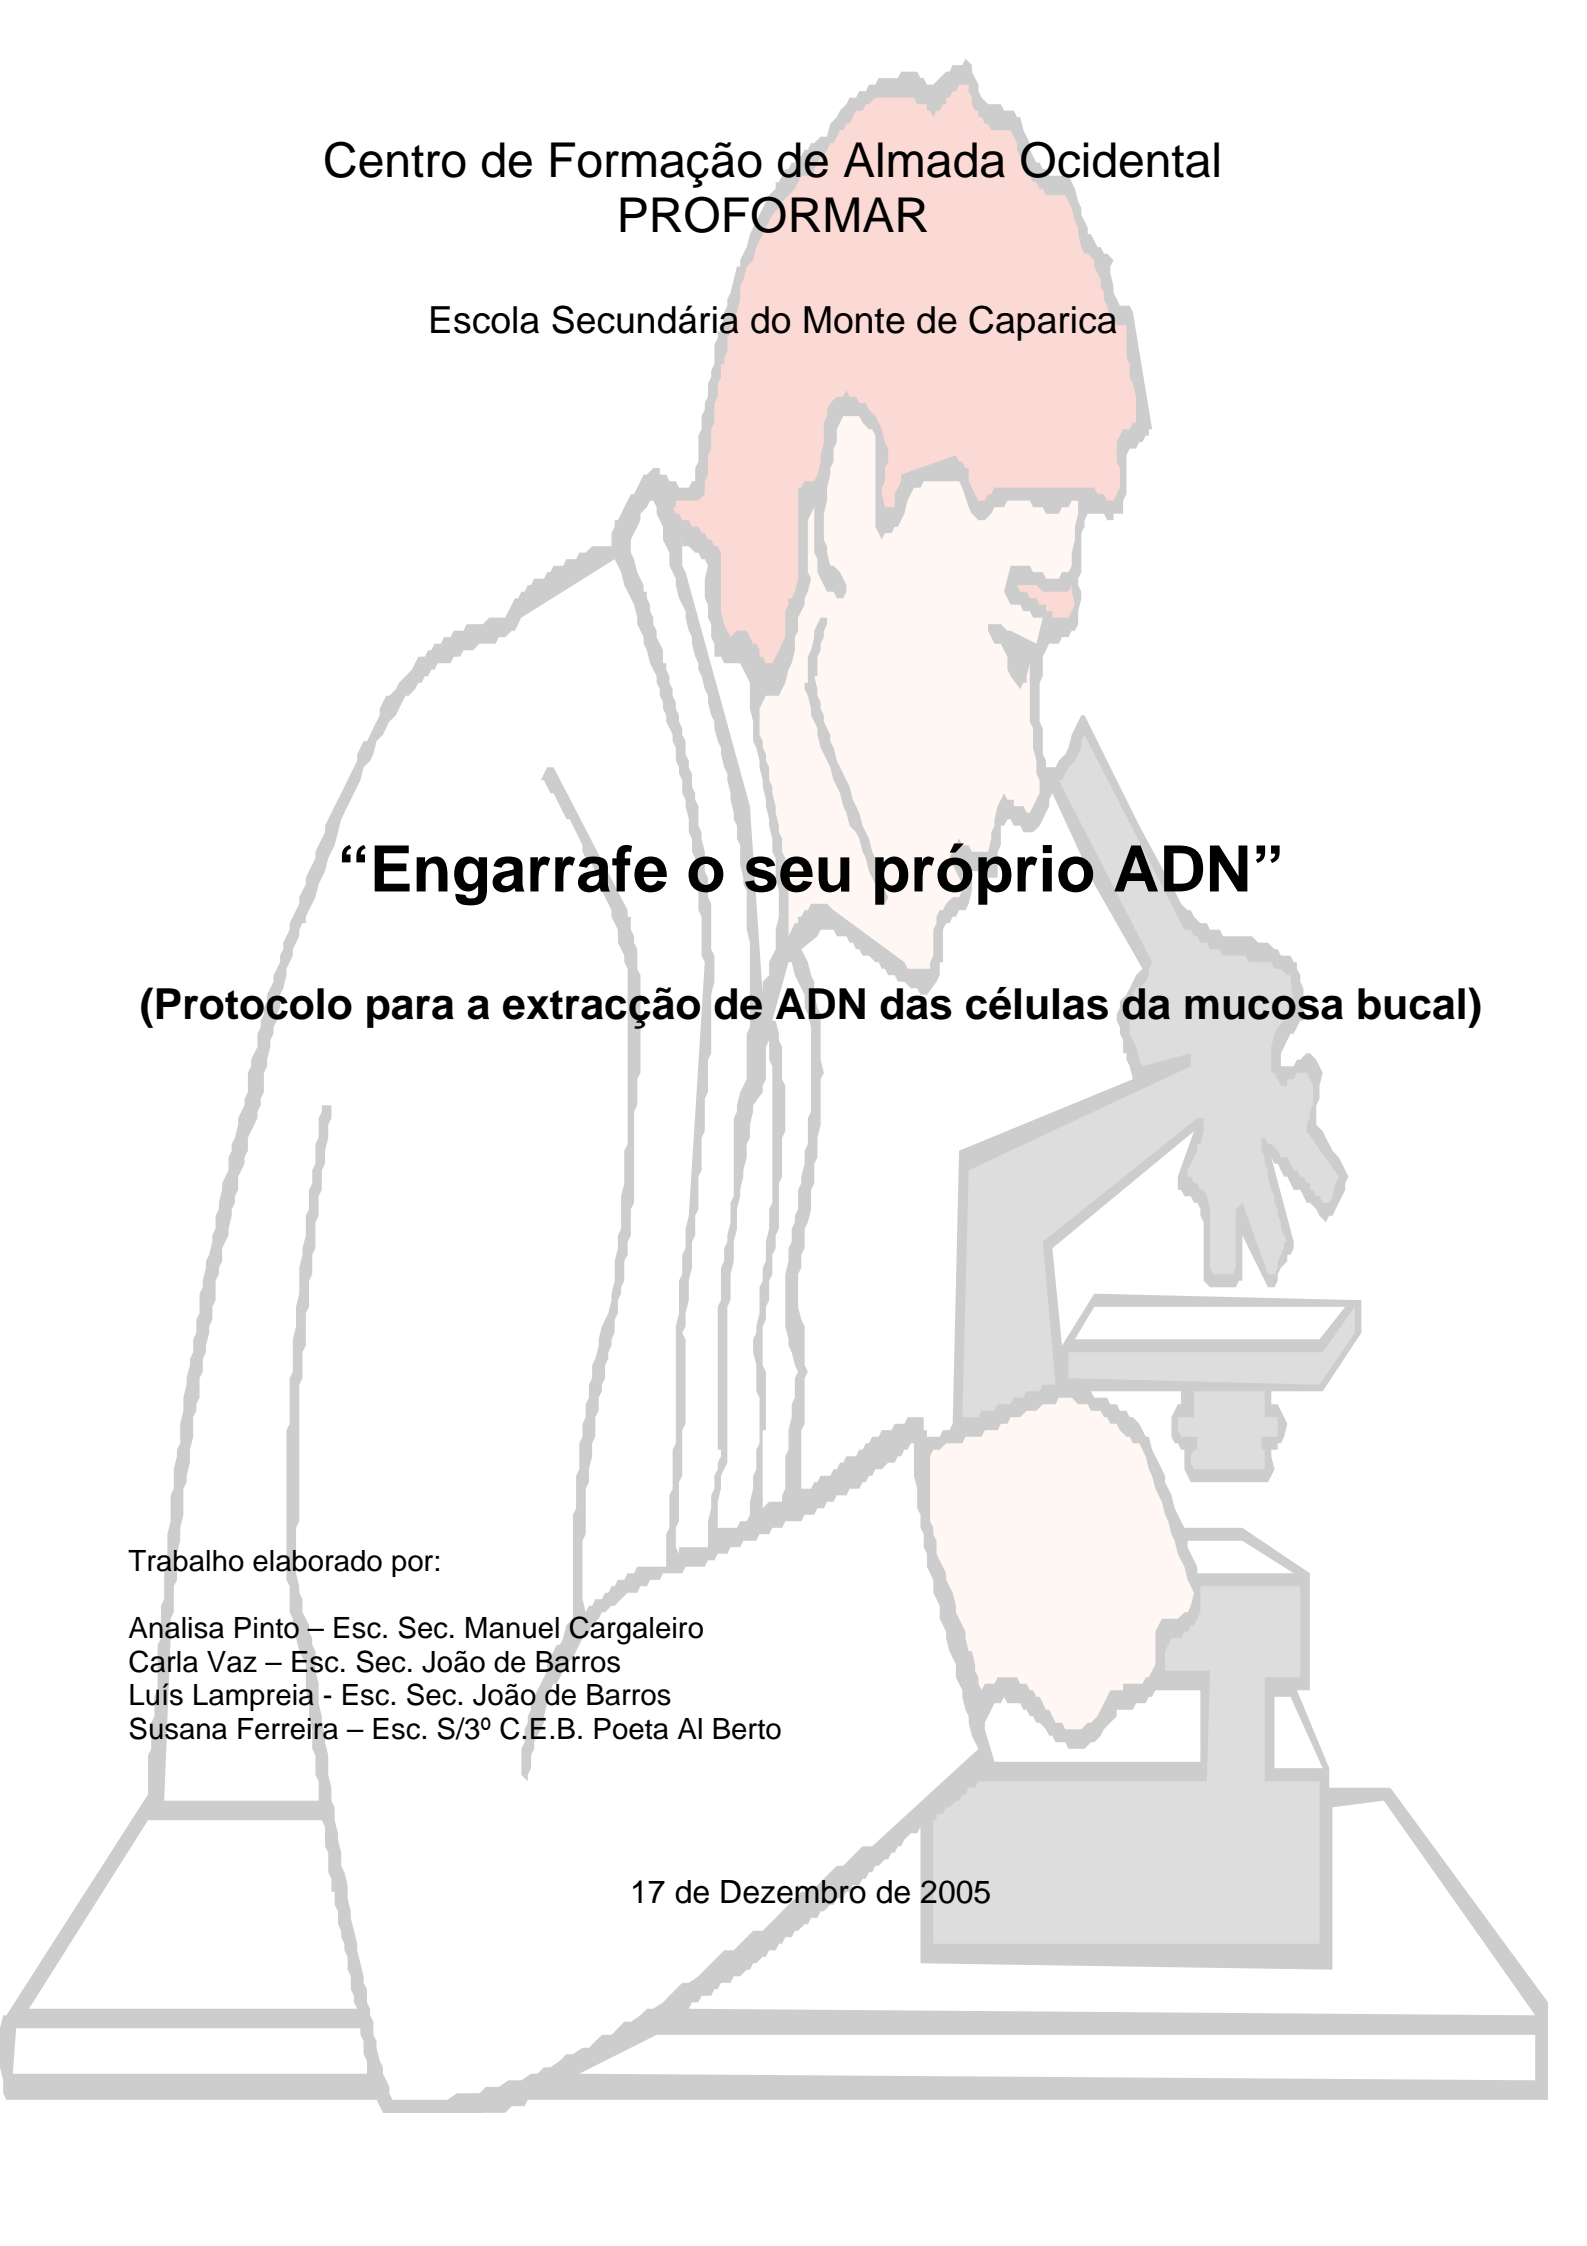 Centro de Formação de Almada Ocidental
PROFORMAR
Escola Secundária do Monte de Caparica
“Engarrafe o seu próprio ADN”
(Protocolo para a extracção de ADN das células da mucosa bucal)
Trabalho elaborado por:
Analisa Pinto – Esc. Sec. Manuel Cargaleiro
Carla Vaz – Esc. Sec. João de Barros
Luís Lampreia - Esc. Sec. João de Barros
Susana Ferreira – Esc. S/3º C.E.B. Poeta Al Berto
17 de Dezembro de 2005